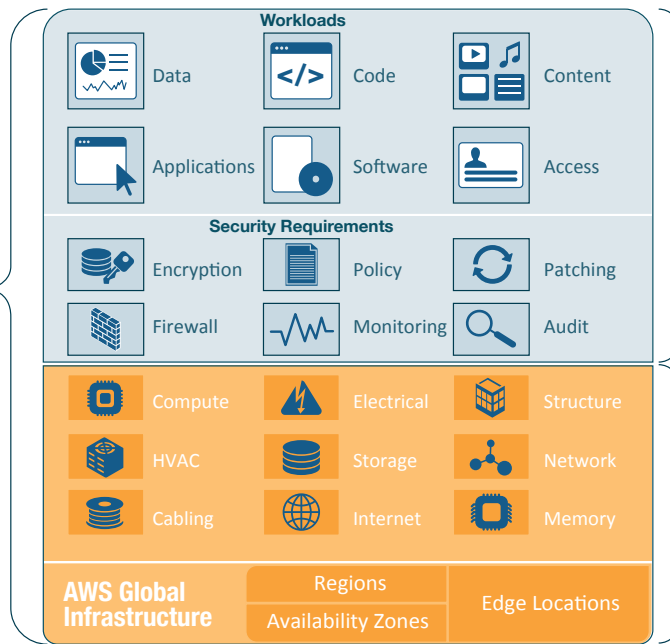 Workloads
Data
Code
Content
</>
Applications
Software
Access
Security Requirements
Encryption
Policy
Patching
Firewall
Monitoring
Audit
Compute
Electrical
Structure
HVAC
Storage
Network
Cabling
Internet
Memory
AWS Global
Infrastructure
Regions
Availability Zones
Edge Locations